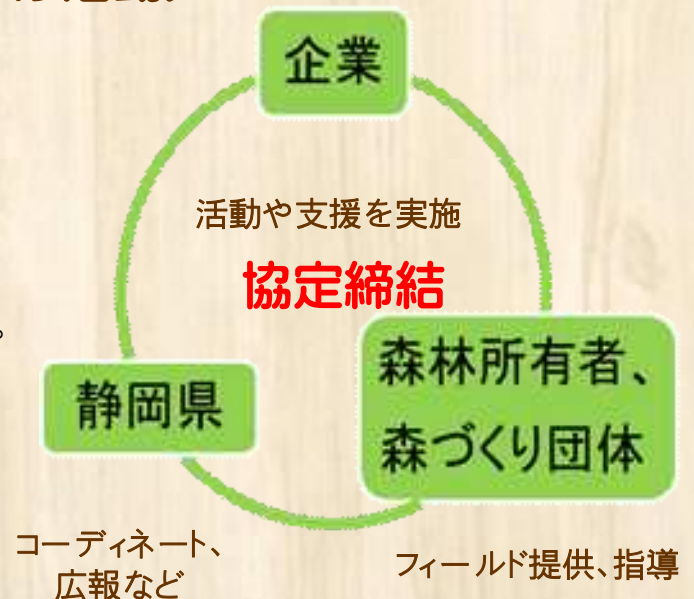 企業
活動や支援を実施
協定締結
。
静岡県
森林所有者、
森づくり団体
コーディネート、
広報など
フィールド提供、指導